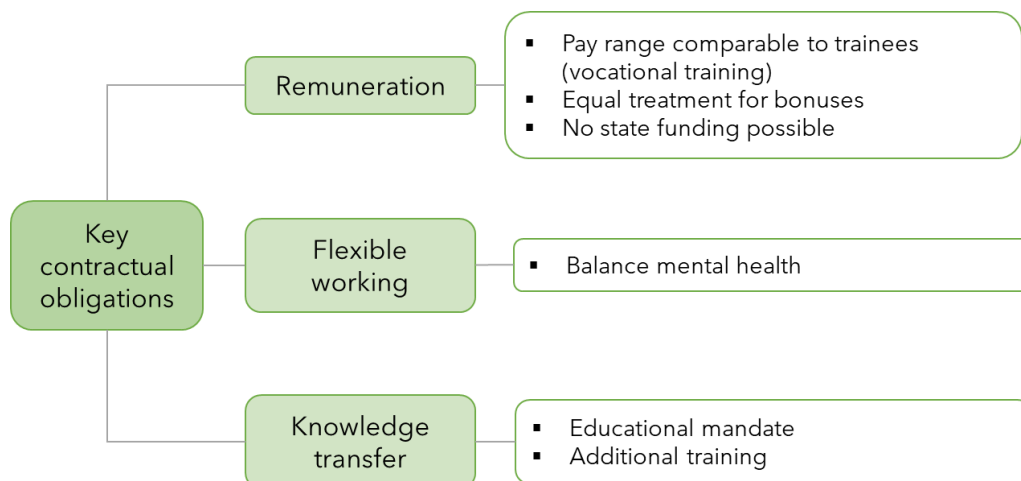 Remuneration
▪ Pay range comparable to trainees
(vocational training)
▪ Equal treatment for bonuses
▪ No state funding possible
Key
contractual
obligations
Flexible
working
▪ Balance mental health
Knowledge
transfer
▪ Educational mandate
▪ Additional training